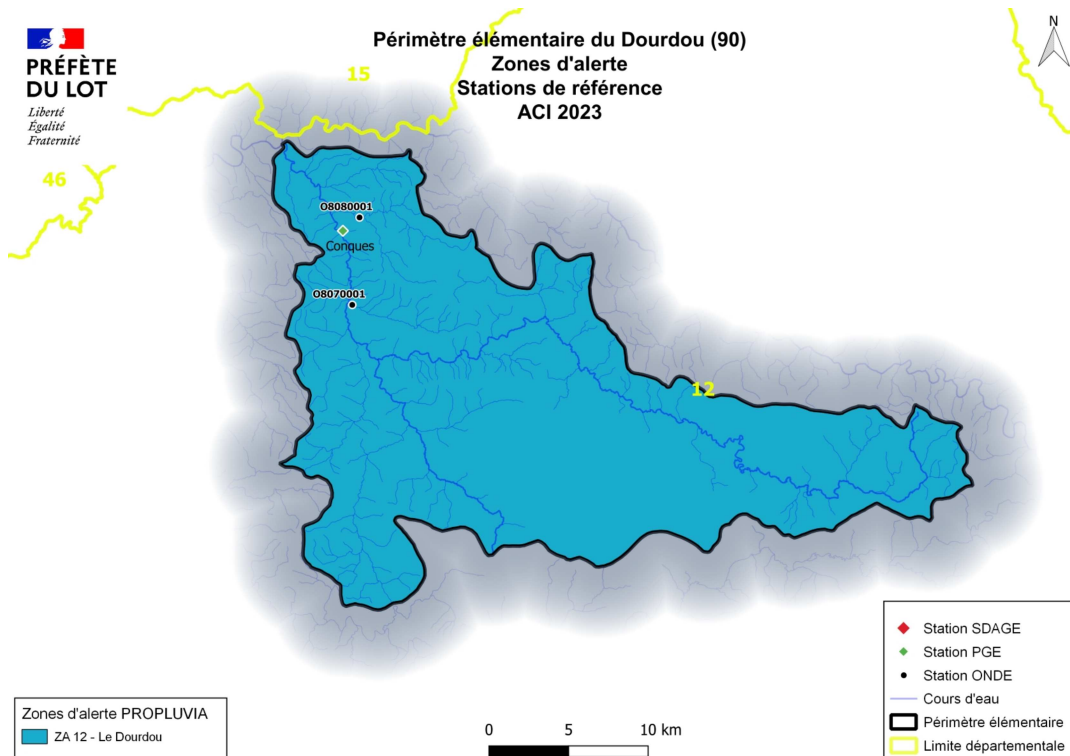 Périmètre élémentaire du Dourdou (90)
Zones d'alerte
Stations de référence
ACI 2023
N
PRÉFÈTE
DU LOT
Liberté
Égalité
Fraternité
15
46
O8080001
Conques
O8070001
12
Station SDAGE
Station PGE
Station ONDE
Cours d'eau
Périmètre élémentaire
Limite départementale
Zones d'alerte PROPLUVIA
ZA 12 - Le Dourdou
0 5 10 km